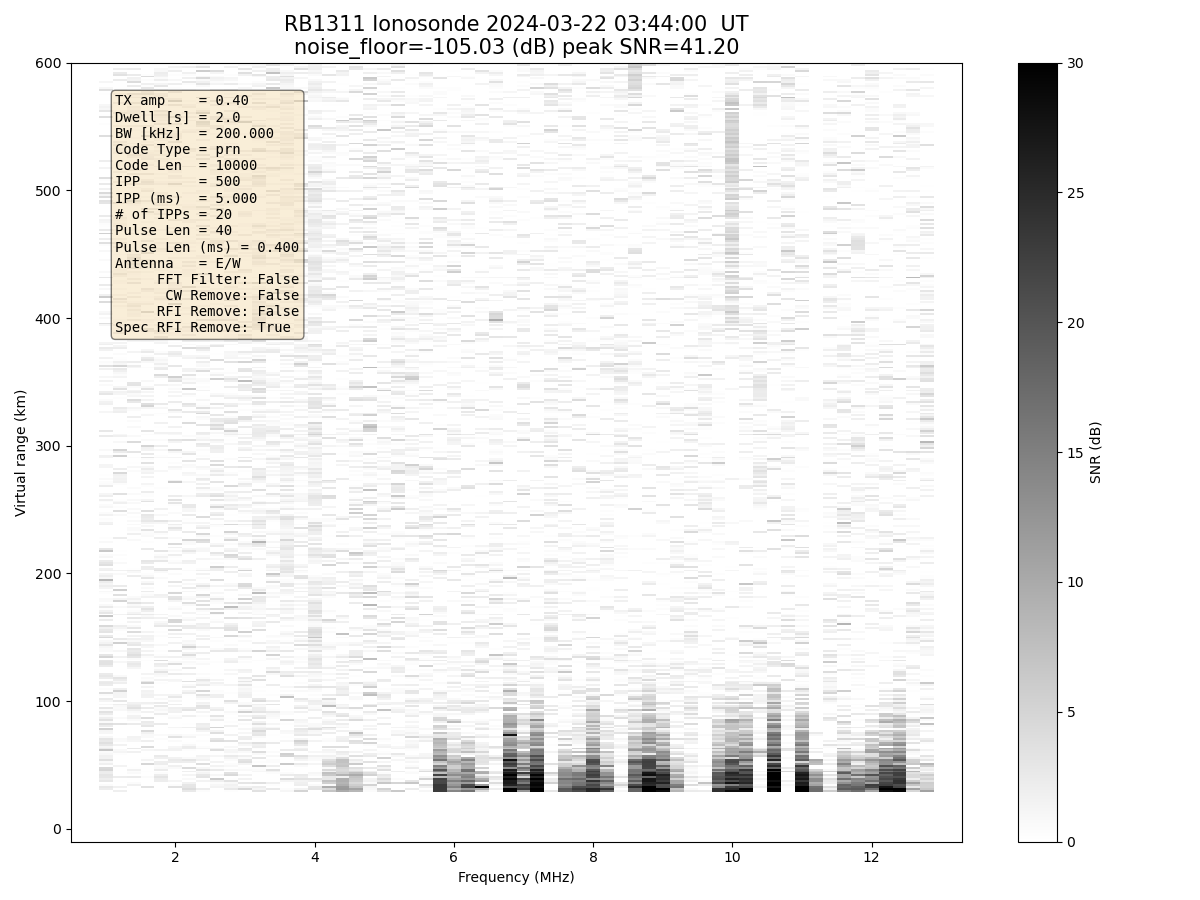 RB1311 Ionosonde 2024-03-22 03:44:00  UT
noise_floor=-105.03 (dB) peak SNR=41.20
TX amp    = 0.40
Dwell [s] = 2.0
BW [kHz]  = 200.000
Code Type = prn
Code Len  = 10000
IPP       = 500
IPP (ms)  = 5.000
# of IPPs = 20
Pulse Len = 40
Pulse Len (ms) = 0.400
Antenna   = E/W
FFT Filter: False
CW Remove: False
RFI Remove: False
Spec RFI Remove: True
Virtual range (km)
600
500
400
300
200
100
0
2
4
6
8
10
12
Frequency (MHz)
30
25
20
15
10
5
0
SNR (dB)